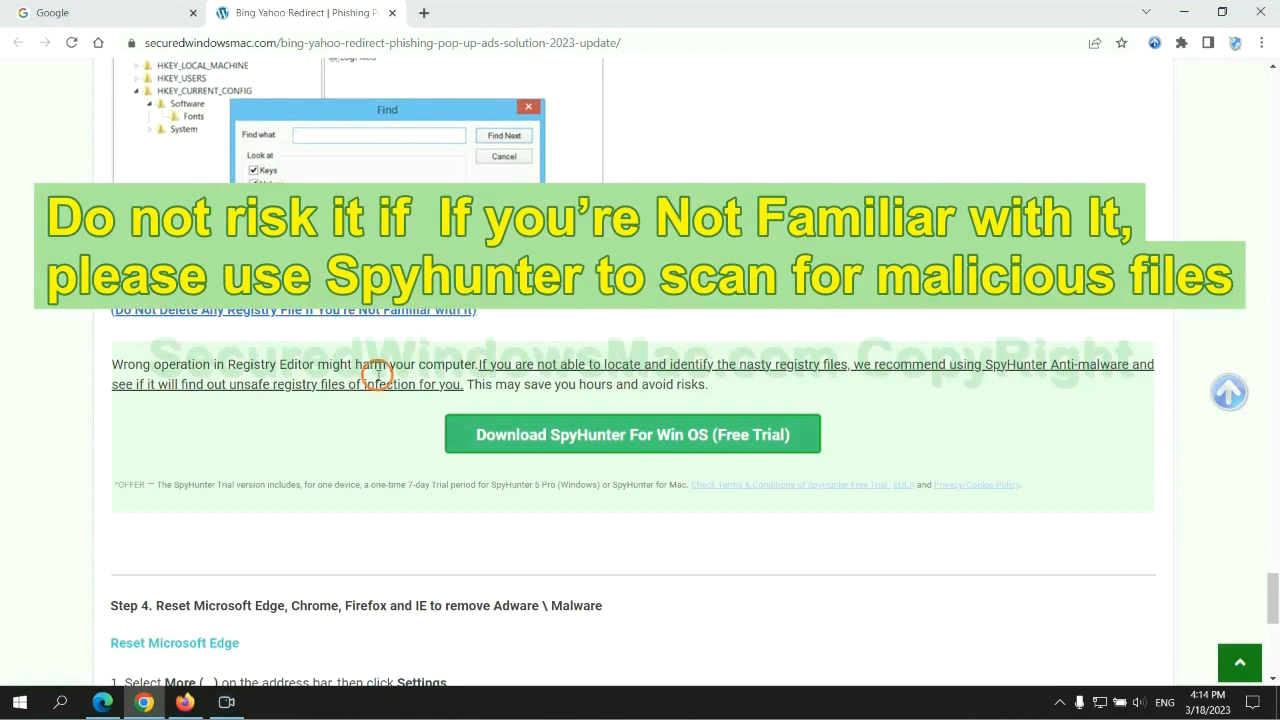 Google
Bing Yahoo Redirect | Phishing P
securedwindowsmac.com/bing-yahoo-redirect-phishing-pop-up-ads-solution-2023-update/
HKEY_LOCAL_MACHINE
HKEY_USERS
HKEY_CURRENT_CONFIG
Software
Fonts
System
Find
Find what
Find Next
Look at
Cancel
Keys
Do not risk it if  If you’re Not Familiar with It,
please use Spyhunter to scan for malicious files
(Do Not Delete Any Registry File if You're Not Familiar with It)
SecuredWindowsMac.com CopyRight
Wrong operation in Registry Editor might harm your computer.If you are not able to locate and identify the nasty registry files, we recommend using SpyHunter Anti-malware and
see if it will find out unsafe registry files of infection for you. This may save you hours and avoid risks.
Download SpyHunter For Win OS (Free Trial)
*OFFER — The SpyHunter Trial version includes, for one device, a one-time 7-day Trial period for SpyHunter 5 Pro (Windows) or SpyHunter for Mac. Check Terms & Conditions of SpyHunter Free Trial , EULA and Privacy/Cookie Policy.
Step 4. Reset Microsoft Edge, Chrome, Firefox and IE to remove Adware \ Malware
Reset Microsoft Edge
1. Select More (…) on the address bar, then click Settings.
ENG
4:14 PM
3/18/2023